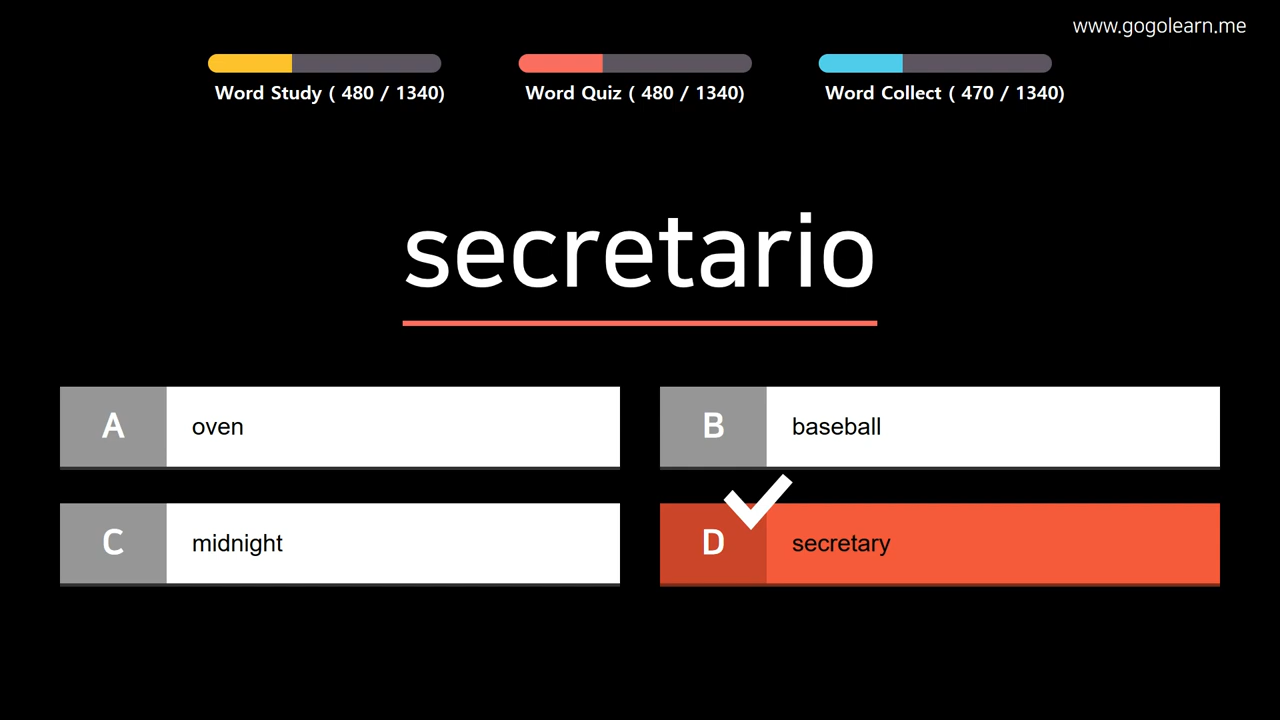 www.gogolearn.me
Word Study ( 480 / 1340)
Word Quiz ( 480 / 1340)
Word Collect ( 470 / 1340)
secretario
A oven
B baseball
C midnight
D secretary